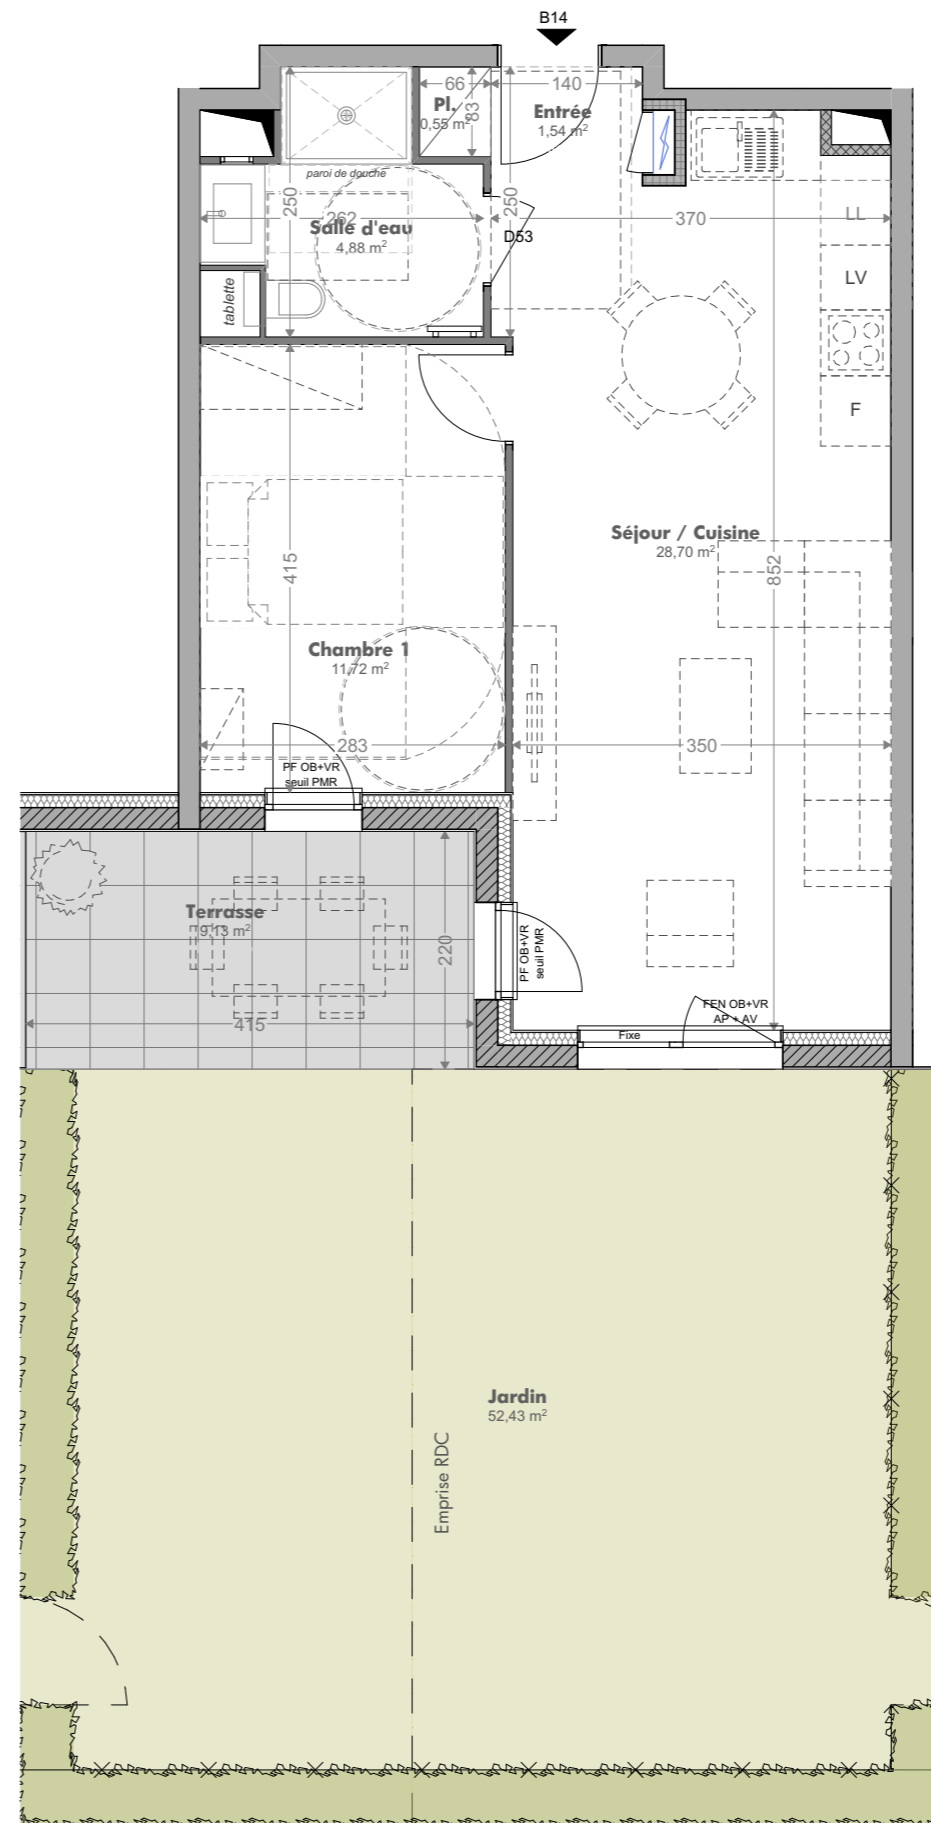 B14
66
140
Pl.
0,55 m²
83
Entrée
1,54 m²
paroi de douche
250
262
Salle d'eau
4,88 m²
250
D53
370
LL
LV
F
tablette
Séjour / Cuisine
28,70 m²
852
415
Chambre 1
11,72 m²
283
350
PF OB+VR
seuil PMR
Terrasse
9,13 m²
220
415
PF OB+VR
seuil PMR
FEN OB+VR
AP + AV
Fixe
Jardin
52,43 m²
Emprise RDC